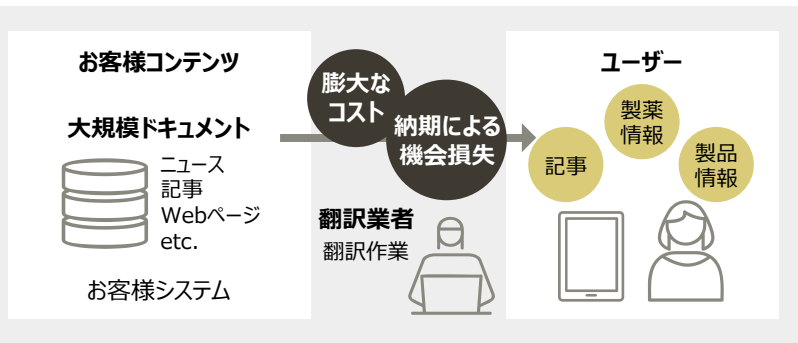 お客様コンテンツ
大規模ドキュメント
ニュース
記事
Webページ
etc.
お客様システム
膨大な
コスト
納期による
機会損失
翻訳業者
翻訳作業
ユーザー
記事
製薬
情報
製品
情報